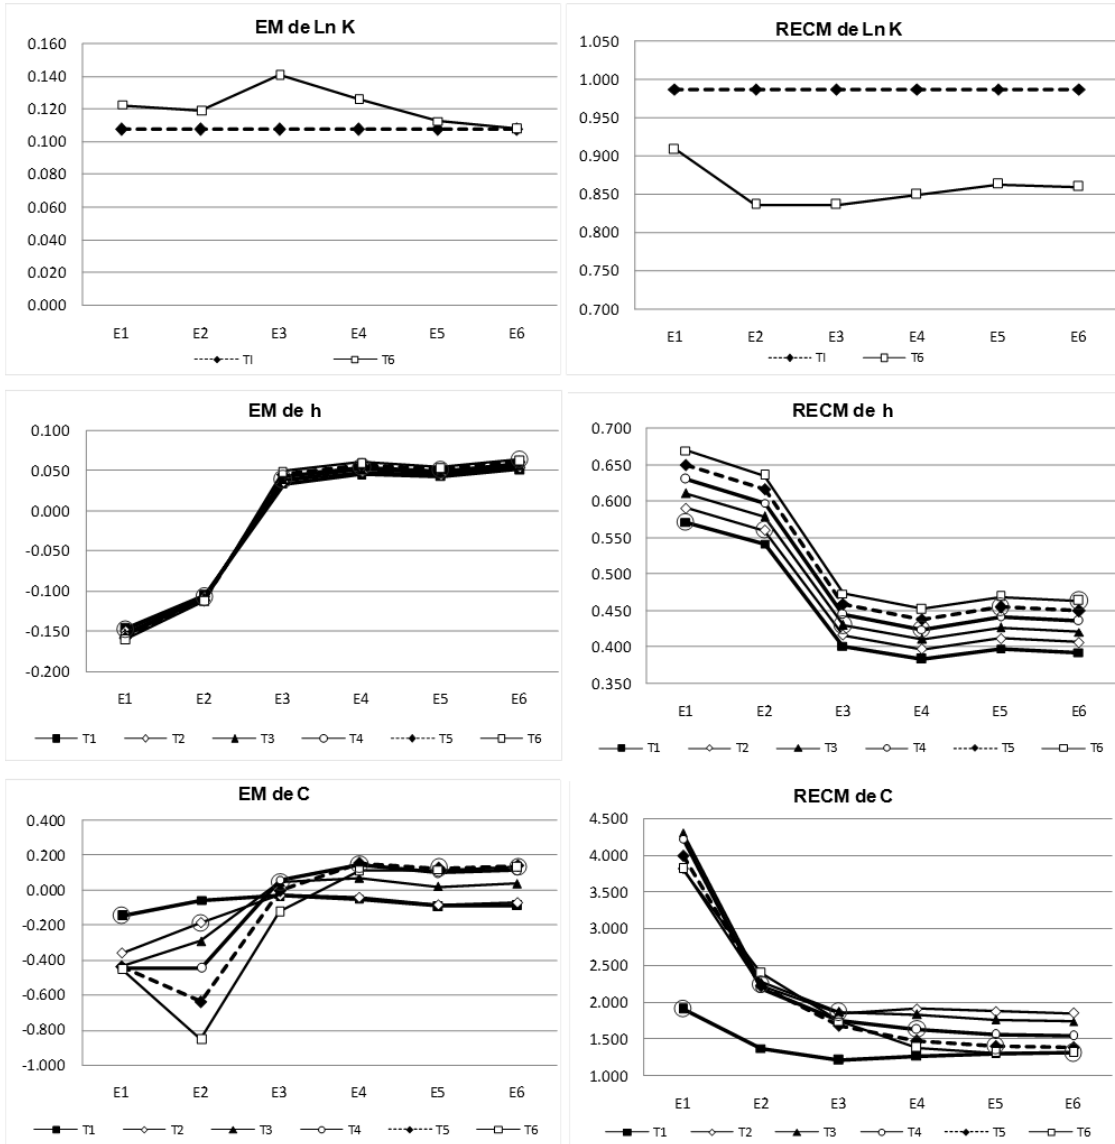 EM de Ln K
0.160
0.140
0.120
0.100
0.080
0.060
0.040
0.020
0.000
E1 E2 E3 E4 E5 E6
TI T6
RECM de Ln K
1.050
1.000
0.950
0.900
0.850
0.800
0.750
0.700
E1 E2 E3 E4 E5 E6
TI T6
EM de h
0.100
0.050
0.000
-0.050
-0.100
-0.150
-0.200
E1 E2 E3 E4 E5 E6
T1 T2 T3 T4 T5 T6
RECM de h
0.700
0.650
0.600
0.550
0.500
0.450
0.400
0.350
E1 E2 E3 E4 E5 E6
T1 T2 T3 T4 T5 T6
EM de C
0.400
0.200
0.000
-0.200
-0.400
-0.600
-0.800
-1.000
E1 E2 E3 E4 E5 E6
T1 T2 T3 T4 T5 T6
RECM de C
4.500
4.000
3.500
3.000
2.500
2.000
1.500
1.000
E1 E2 E3 E4 E5 E6
T1 T2 T3 T4 T5 T6